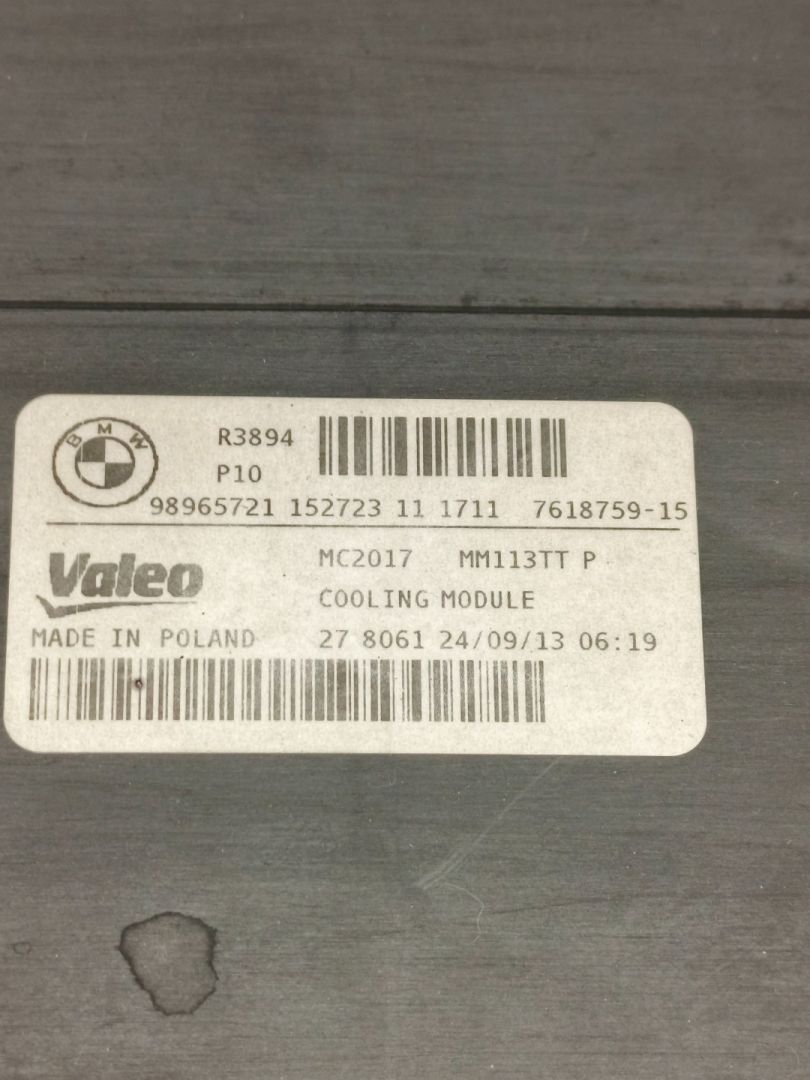 BMW
R3894
P10
98965721 152723 11 1711 7618759-15
Valeo
MC2017 MM113TT P
COOLING MODULE
MADE IN POLAND 27 8061 24/09/13 06:19